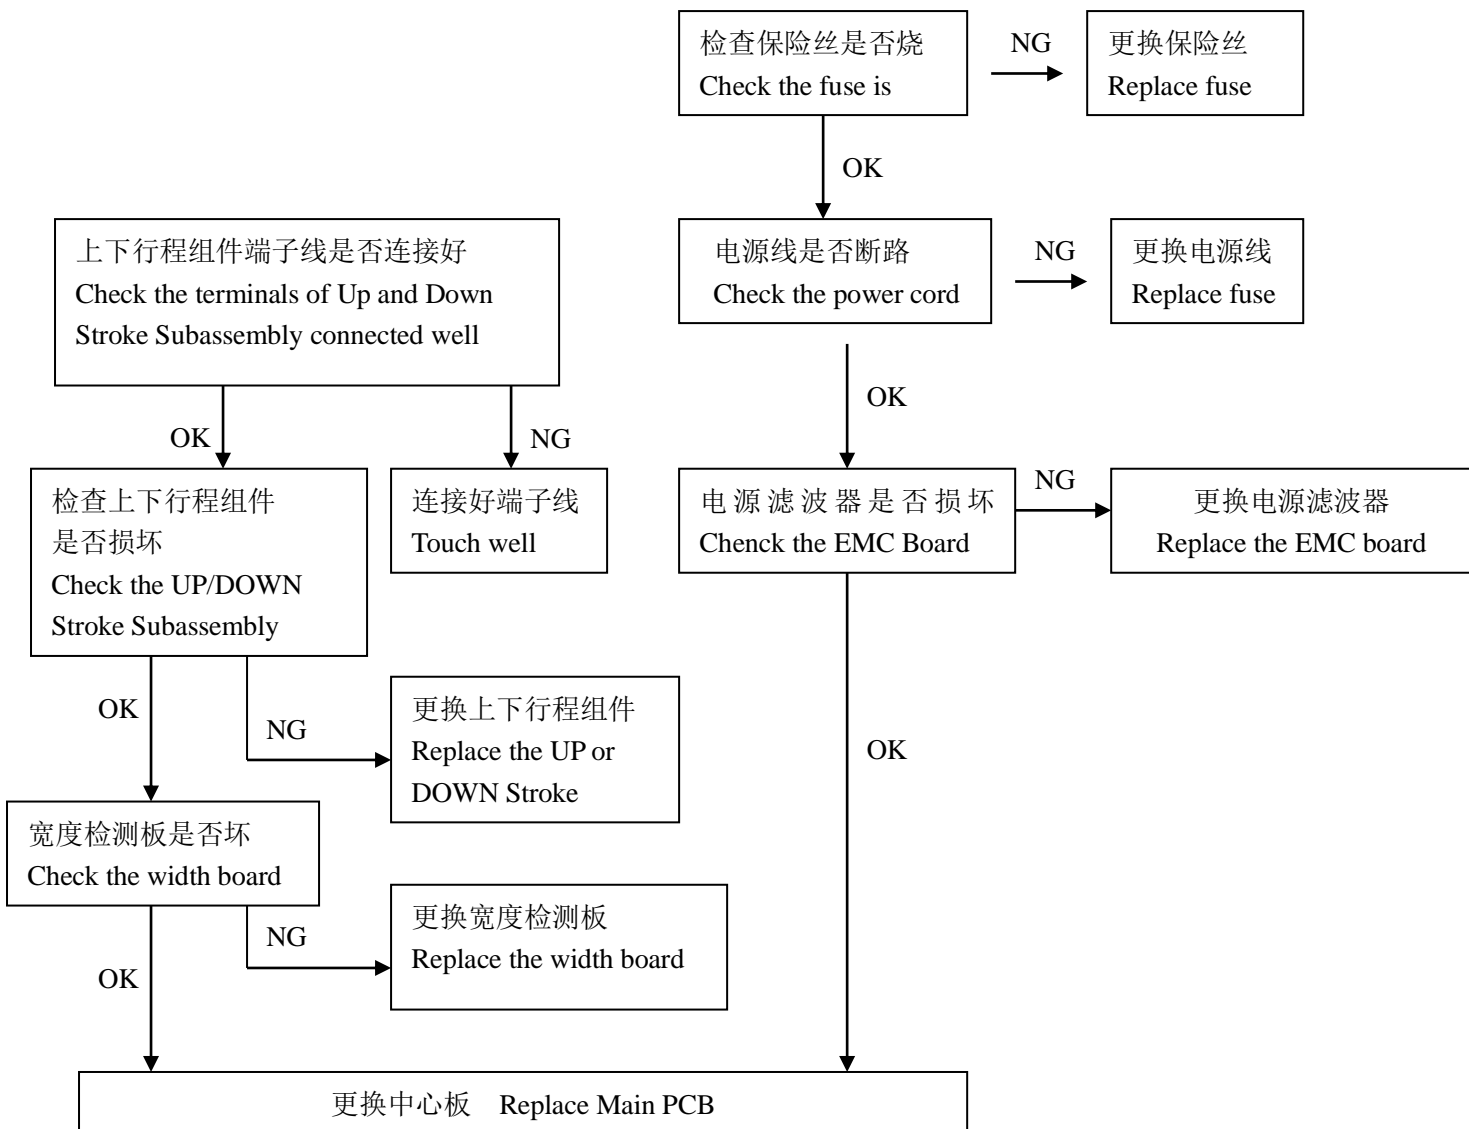 检查保险丝是否烧
Check the fuse is
NG
更换保险丝
Replace fuse
OK
上下行程组件端子线是否连接好
Check the terminals of Up and Down
Stroke Subassembly connected well
电源线是否断路
Check the power cord
NG
更换电源线
Replace fuse
OK
OK
NG
检查上下行程组件
是否损坏
Check the UP/DOWN
Stroke Subassembly
连接好端子线
Touch well
电源滤波器是否损坏
Chenck the EMC Board
NG
更换电源滤波器
Replace the EMC board
OK
NG
更换上下行程组件
Replace the UP or
DOWN Stroke
OK
宽度检测板是否坏
Check the width board
NG
更换宽度检测板
Replace the width board
OK
更换中心板 Replace Main PCB